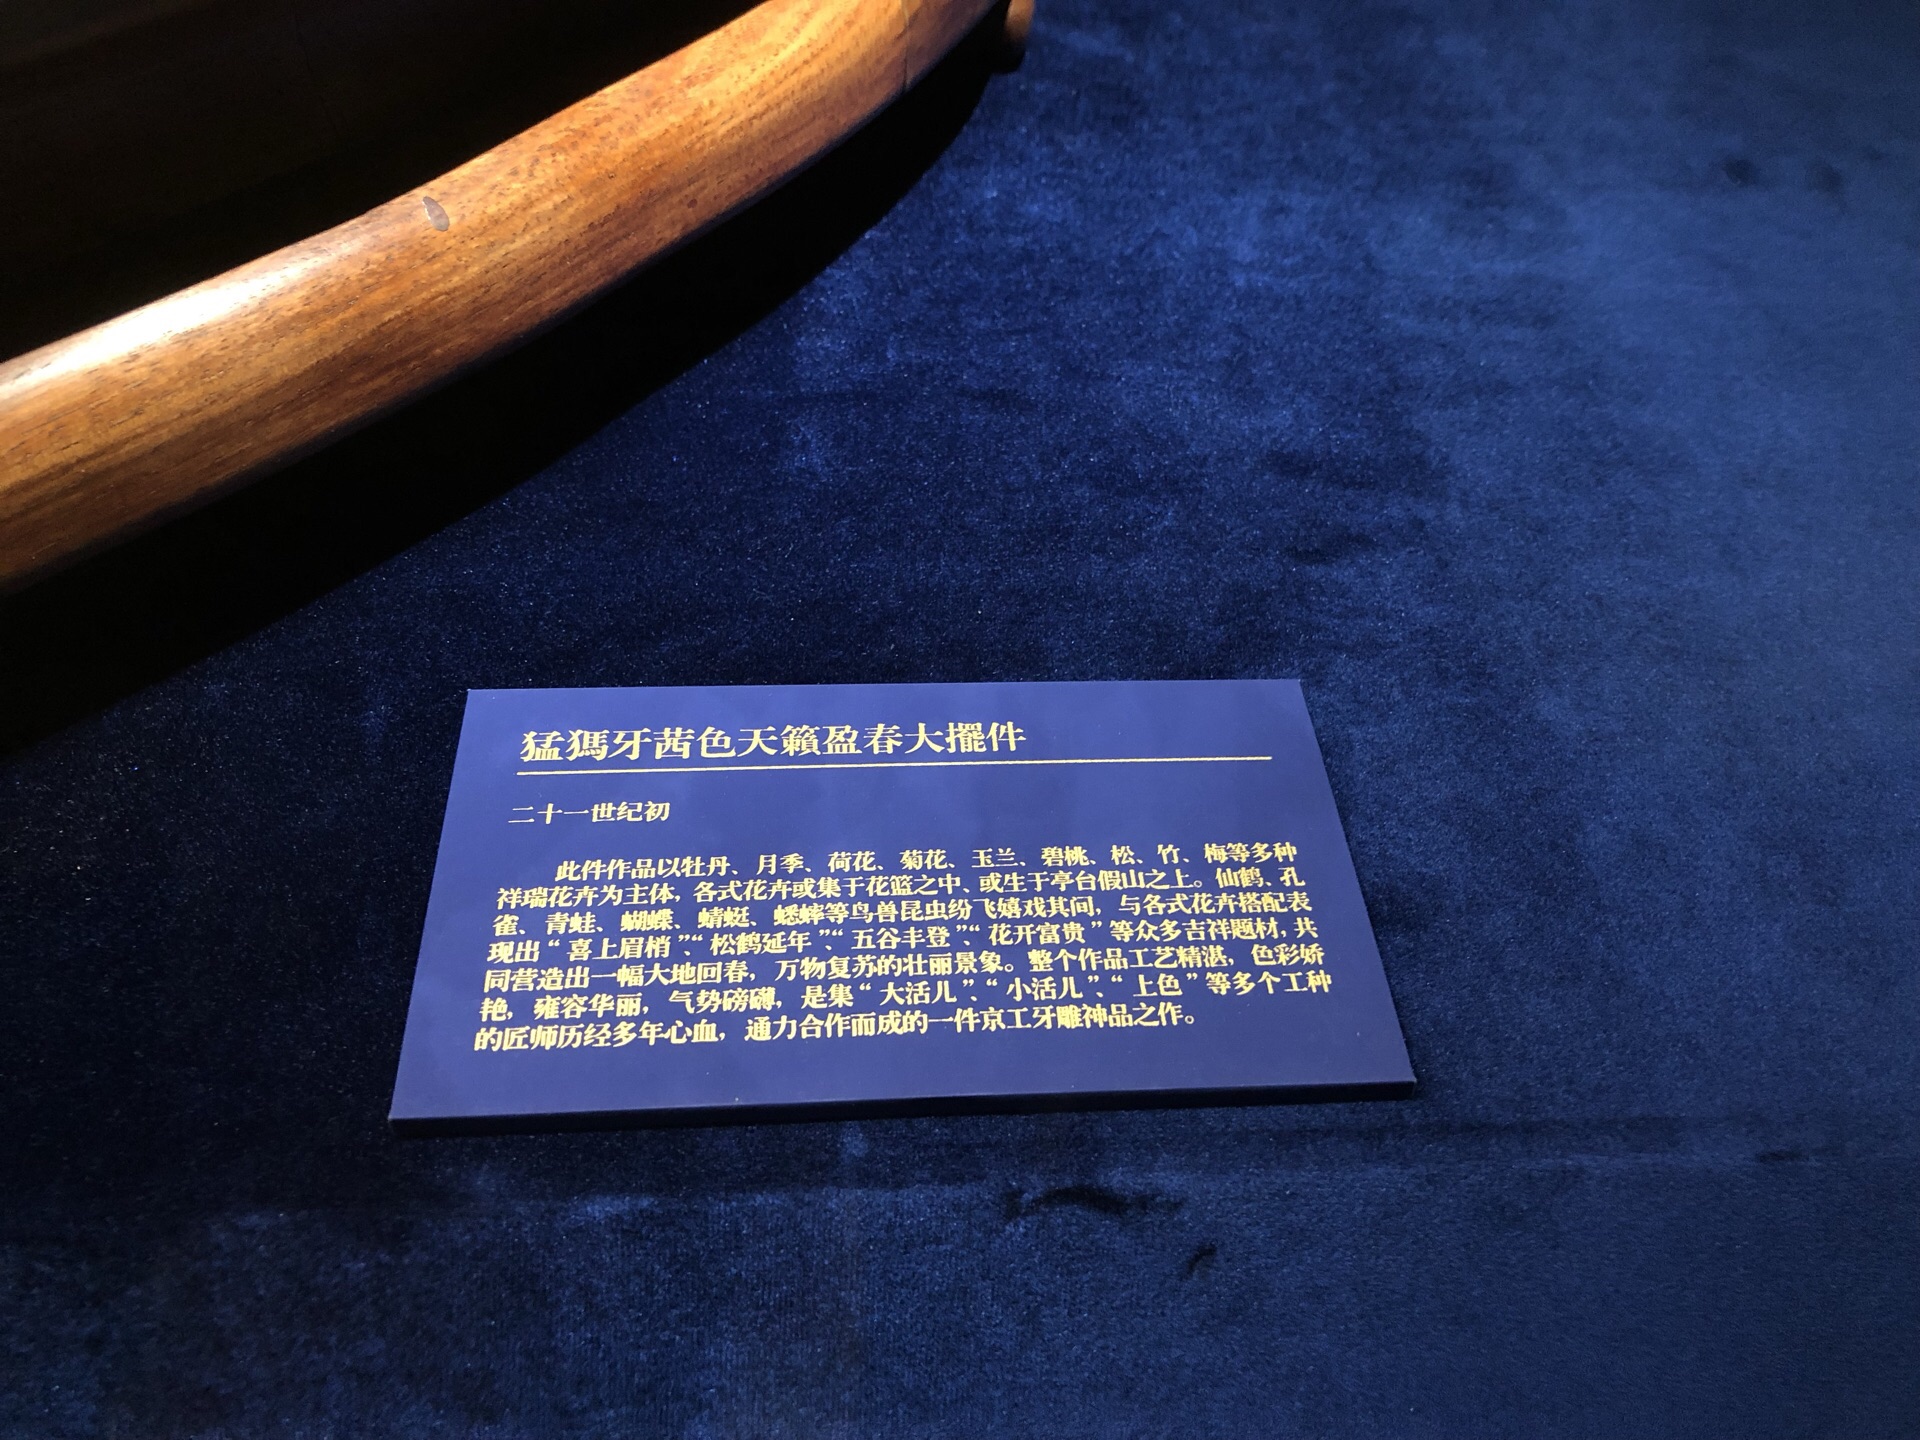 猛獁牙茜色天籟盈春大擺件
二十一世纪初
此件作品以牡丹、月季、荷花、菊花、玉兰、碧桃、松、竹、梅等多种
祥瑞花卉为主体，各式花卉或集于花篮之中、或生于亭台假山之上。仙鹤、孔
雀、青蛙、蝴蝶、蜻蜓、蟋蟀等鸟兽昆虫纷飞嬉戏其间，与各式花卉搭配表
现出“喜上眉梢”、“松鹤延年”、“五谷丰登”、“花开富贵”等众多吉祥题材，共
同营造出一幅大地回春，万物复苏的壮丽景象。整个作品工艺精湛，色彩娇
艳，雍容华丽，气势磅礴，是集“大活儿”、“小活儿”、“上色”等多个工种
的匠师历经多年心血，通力合作而成的一件京工牙雕神品之作。